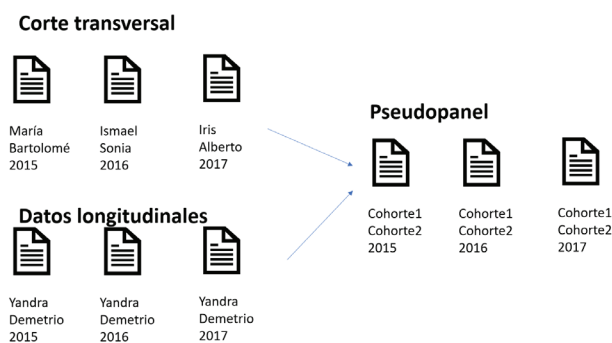 Corte transversal
María
Bartolomé
2015
Ismael
Sonia
2016
Iris
Alberto
2017
Datos longitudinales
Yandra
Demetrio
2015
Yandra
Demetrio
2016
Yandra
Demetrio
2017
Pseudopanel
Cohorte1
Cohorte2
2015
Cohorte1
Cohorte2
2016
Cohorte1
Cohorte2
2017